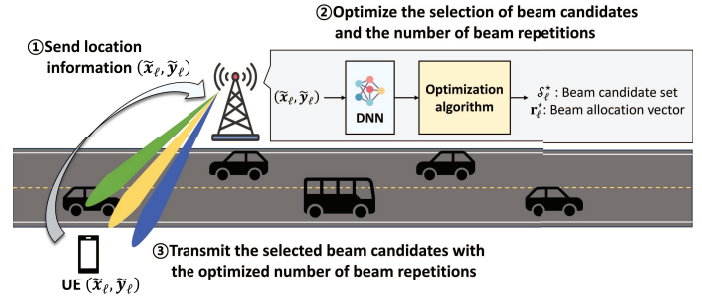 ①Send location
information (x̃ℓ, ỹℓ)
②Optimize the selection of beam candidates
and the number of beam repetitions
(x̃ℓ, ỹℓ)
DNN
Optimization
algorithm
𝒮ℓ* : Beam candidate set
rℓ*: Beam allocation vector
③Transmit the selected beam candidates with
the optimized number of beam repetitions
UE (x̃ℓ, ỹℓ)